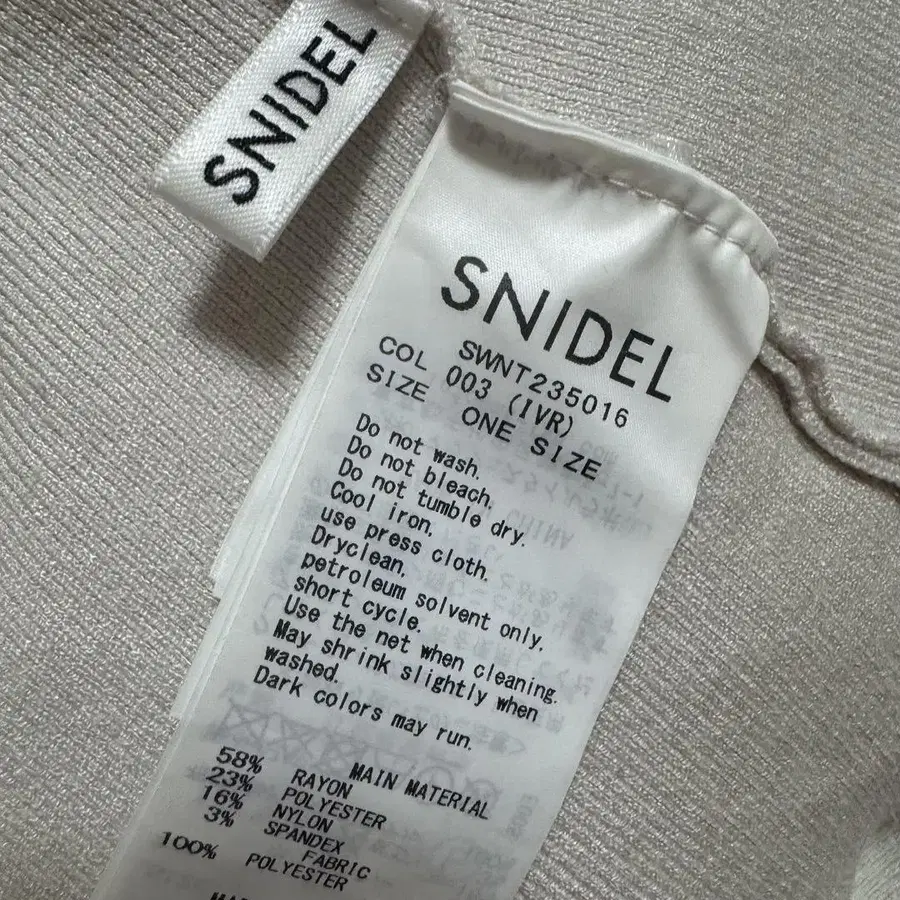 SNIDEL
SNIDEL
SWNT235016
COL 003 (IVR)
SIZE ONE SIZE
Do not wash.
Do not bleach.
Do not tumble dry.
Cool iron.
use press cloth.
Dryclean.
petroleum solvent only.
short cycle.
Use the net when cleaning.
May shrink slightly when
washed.
Dark colors may run.
MAIN MATERIAL
58% RAYON
23% POLYESTER
16% NYLON
3% SPANDEX
FABRIC
100% POLYESTER